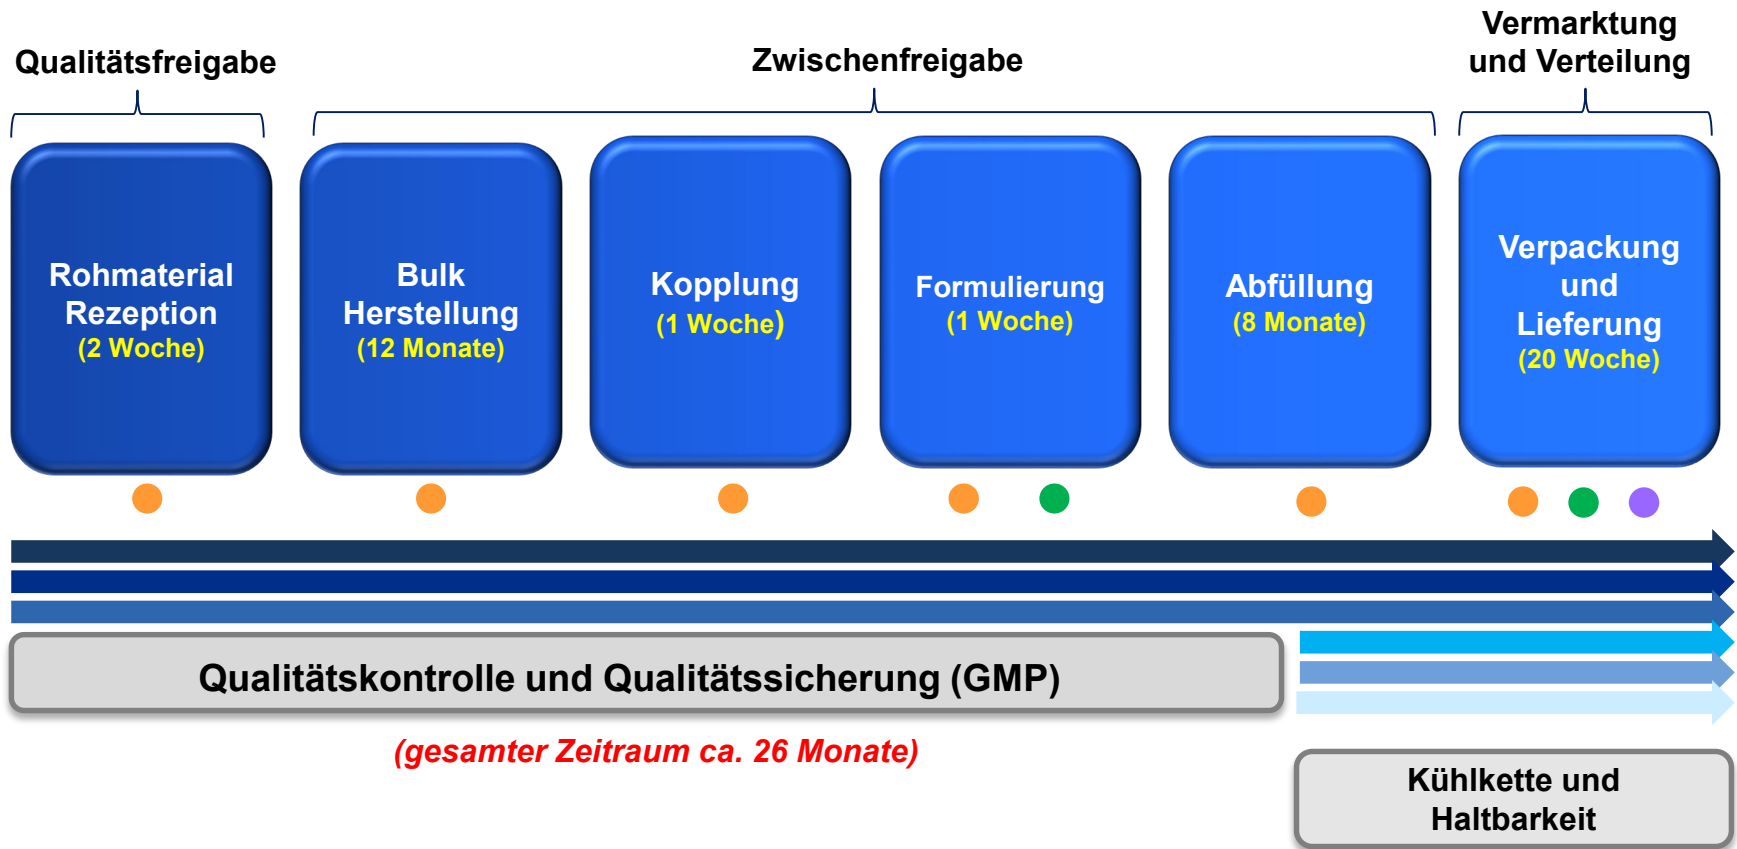 Qualitätsfreigabe
Zwischenfreigabe
Vermarktung
und Verteilung
Rohmaterial
Rezeption
(2 Woche)
Bulk
Herstellung
(12 Monate)
Kopplung
(1 Woche)
Formulierung
(1 Woche)
Abfüllung
(8 Monate)
Verpackung
und
Lieferung
(20 Woche)
Qualitätskontrolle und Qualitätssicherung (GMP)
(gesamter Zeitraum ca. 26 Monate)
Kühlkette und
Haltbarkeit